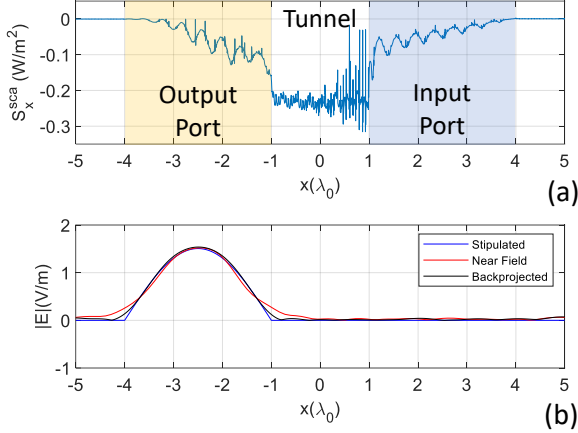 Tunnel
Output
Port
Input
Port
S_x^sca (W/m²)
0
-0.1
-0.2
-0.3
-5 -4 -3 -2 -1 0 1 2 3 4 5
x(λ₀)
(a)
Stipulated
Near Field
Backprojected
|E|(V/m)
2
1
0
-1
-5 -4 -3 -2 -1 0 1 2 3 4 5
x(λ₀)
(b)